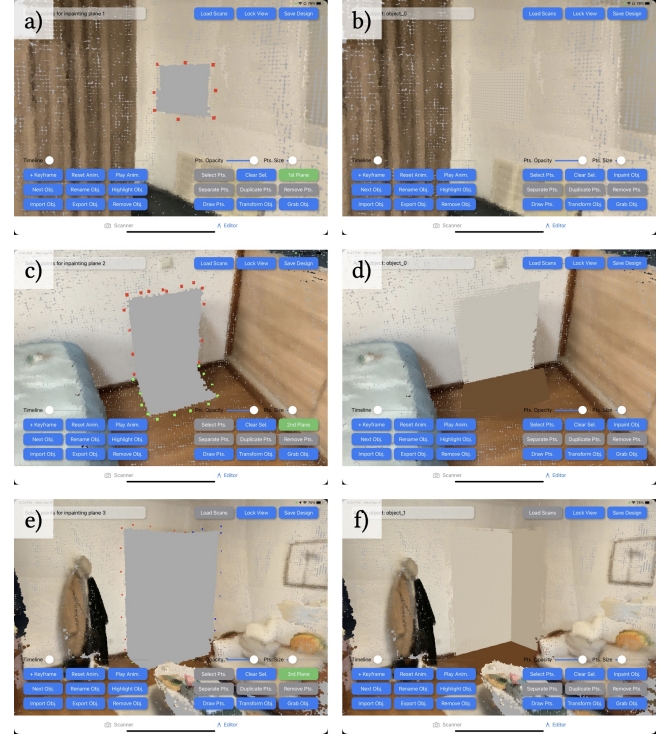 a)
inpainting plane 1
Load Scans Lock View Save Design
Timeline Pts. Opacity Pts. Size
+ Keyframe Reset Anim. Play Anim. Select Pts. Clear Sel. 1st Plane
Next Obj. Rename Obj. Highlight Obj. Separate Pts. Duplicate Pts. Remove Pts.
Import Obj. Export Obj. Remove Obj. Draw Pts. Transform Obj. Grab Obj.
Scanner Editor
b)
object_0
Load Scans Lock View Save Design
Timeline Pts. Opacity Pts. Size
+ Keyframe Reset Anim. Play Anim. Select Pts. Clear Sel. Inpaint Obj.
Next Obj. Rename Obj. Highlight Obj. Separate Pts. Duplicate Pts. Remove Pts.
Import Obj. Export Obj. Remove Obj. Draw Pts. Transform Obj. Grab Obj.
Scanner Editor
c)
for inpainting plane 2
Load Scans Lock View Save Design
Timeline Pts. Opacity Pts. Size
+ Keyframe Reset Anim. Play Anim. Select Pts. Clear Sel. 2nd Plane
Next Obj. Rename Obj. Highlight Obj. Separate Pts. Duplicate Pts. Remove Pts.
Import Obj. Export Obj. Remove Obj. Draw Pts. Transform Obj. Grab Obj.
Scanner Editor
d)
object_0
Load Scans Lock View Save Design
Timeline Pts. Opacity Pts. Size
+ Keyframe Reset Anim. Play Anim. Select Pts. Clear Sel. Inpaint Obj.
Next Obj. Rename Obj. Highlight Obj. Separate Pts. Duplicate Pts. Remove Pts.
Import Obj. Export Obj. Remove Obj. Draw Pts. Transform Obj. Grab Obj.
Scanner Editor
e)
for inpainting plane 3
Load Scans Lock View Save Design
Timeline Pts. Opacity Pts. Size
+ Keyframe Reset Anim. Play Anim. Select Pts. Clear Sel. 3rd Plane
Next Obj. Rename Obj. Highlight Obj. Separate Pts. Duplicate Pts. Remove Pts.
Import Obj. Export Obj. Remove Obj. Draw Pts. Transform Obj. Grab Obj.
Scanner Editor
f)
object_1
Load Scans Lock View Save Design
Timeline Pts. Opacity Pts. Size
+ Keyframe Reset Anim. Play Anim. Select Pts. Clear Sel. Inpaint Obj.
Next Obj. Rename Obj. Highlight Obj. Separate Pts. Duplicate Pts. Remove Pts.
Import Obj. Export Obj. Remove Obj. Draw Pts. Transform Obj. Grab Obj.
Scanner Editor